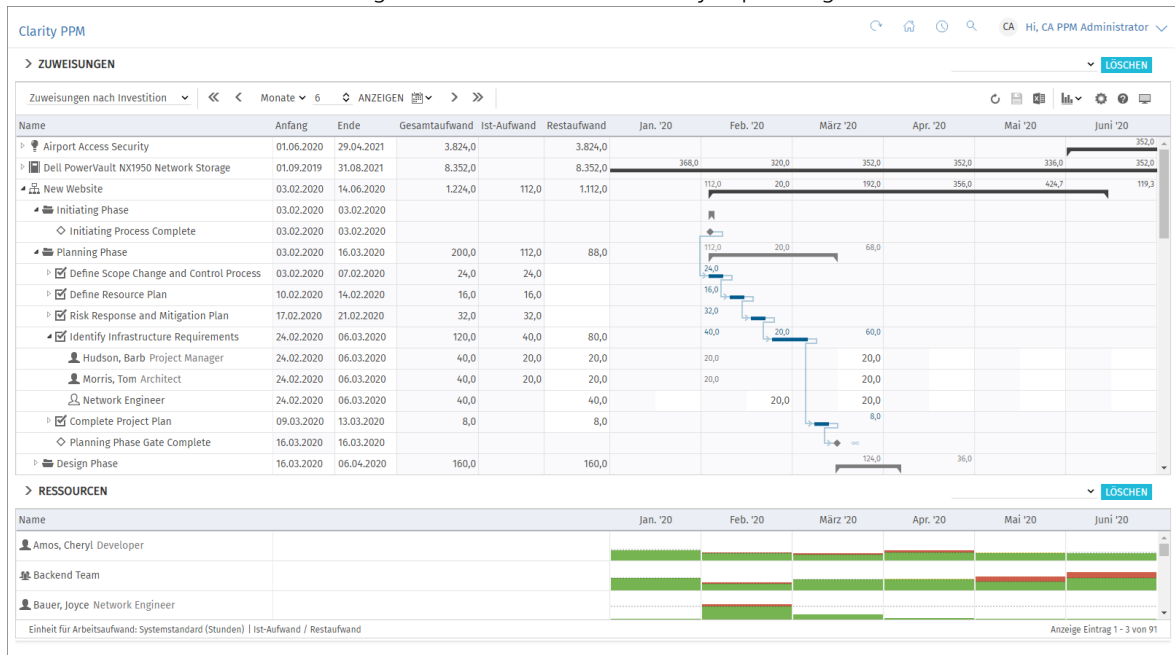 Clarity PPM
CA Hi, CA PPM Administrator
ZUWEISUNGEN
LÖSCHEN
Zuweisungen nach Investition Monate 6 ANZEIGEN
Name Anfang Ende Gesamtaufwand Ist-Aufwand Restaufwand Jan. '20 Feb. '20 März '20 Apr. '20 Mai '20 Juni '20
Airport Access Security 01.06.2020 29.04.2021 3.824,0 3.824,0 352,0
Dell PowerVault NX1950 Network Storage 01.09.2019 31.08.2021 8.352,0 8.352,0 368,0 320,0 352,0 352,0 336,0 352,0
New Website 03.02.2020 14.06.2020 1.224,0 112,0 1.112,0 112,0 20,0 192,0 356,0 424,7 119,3
Initiating Phase 03.02.2020 03.02.2020
Initiating Process Complete 03.02.2020 03.02.2020
Planning Phase 03.02.2020 16.03.2020 200,0 112,0 88,0 112,0 20,0 68,0
Define Scope Change and Control Process 03.02.2020 07.02.2020 24,0 24,0 24,0
Define Resource Plan 10.02.2020 14.02.2020 16,0 16,0 16,0
Risk Response and Mitigation Plan 17.02.2020 21.02.2020 32,0 32,0 32,0
Identify Infrastructure Requirements 24.02.2020 06.03.2020 120,0 40,0 80,0 40,0 20,0 60,0
Hudson, Barb Project Manager 24.02.2020 06.03.2020 40,0 20,0 20,0 20,0 20,0
Morris, Tom Architect 24.02.2020 06.03.2020 40,0 20,0 20,0 20,0 20,0
Network Engineer 24.02.2020 06.03.2020 40,0 40,0 20,0 20,0
Complete Project Plan 09.03.2020 13.03.2020 8,0 8,0 8,0
Planning Phase Gate Complete 16.03.2020 16.03.2020
Design Phase 16.03.2020 06.04.2020 160,0 160,0 124,0 36,0
RESSOURCEN
LÖSCHEN
Name Jan. '20 Feb. '20 März '20 Apr. '20 Mai '20 Juni '20
Amos, Cheryl Developer
Backend Team
Bauer, Joyce Network Engineer
Einheit für Arbeitsaufwand: Systemstandard (Stunden) | Ist-Aufwand / Restaufwand Anzeige Eintrag 1 - 3 von 91